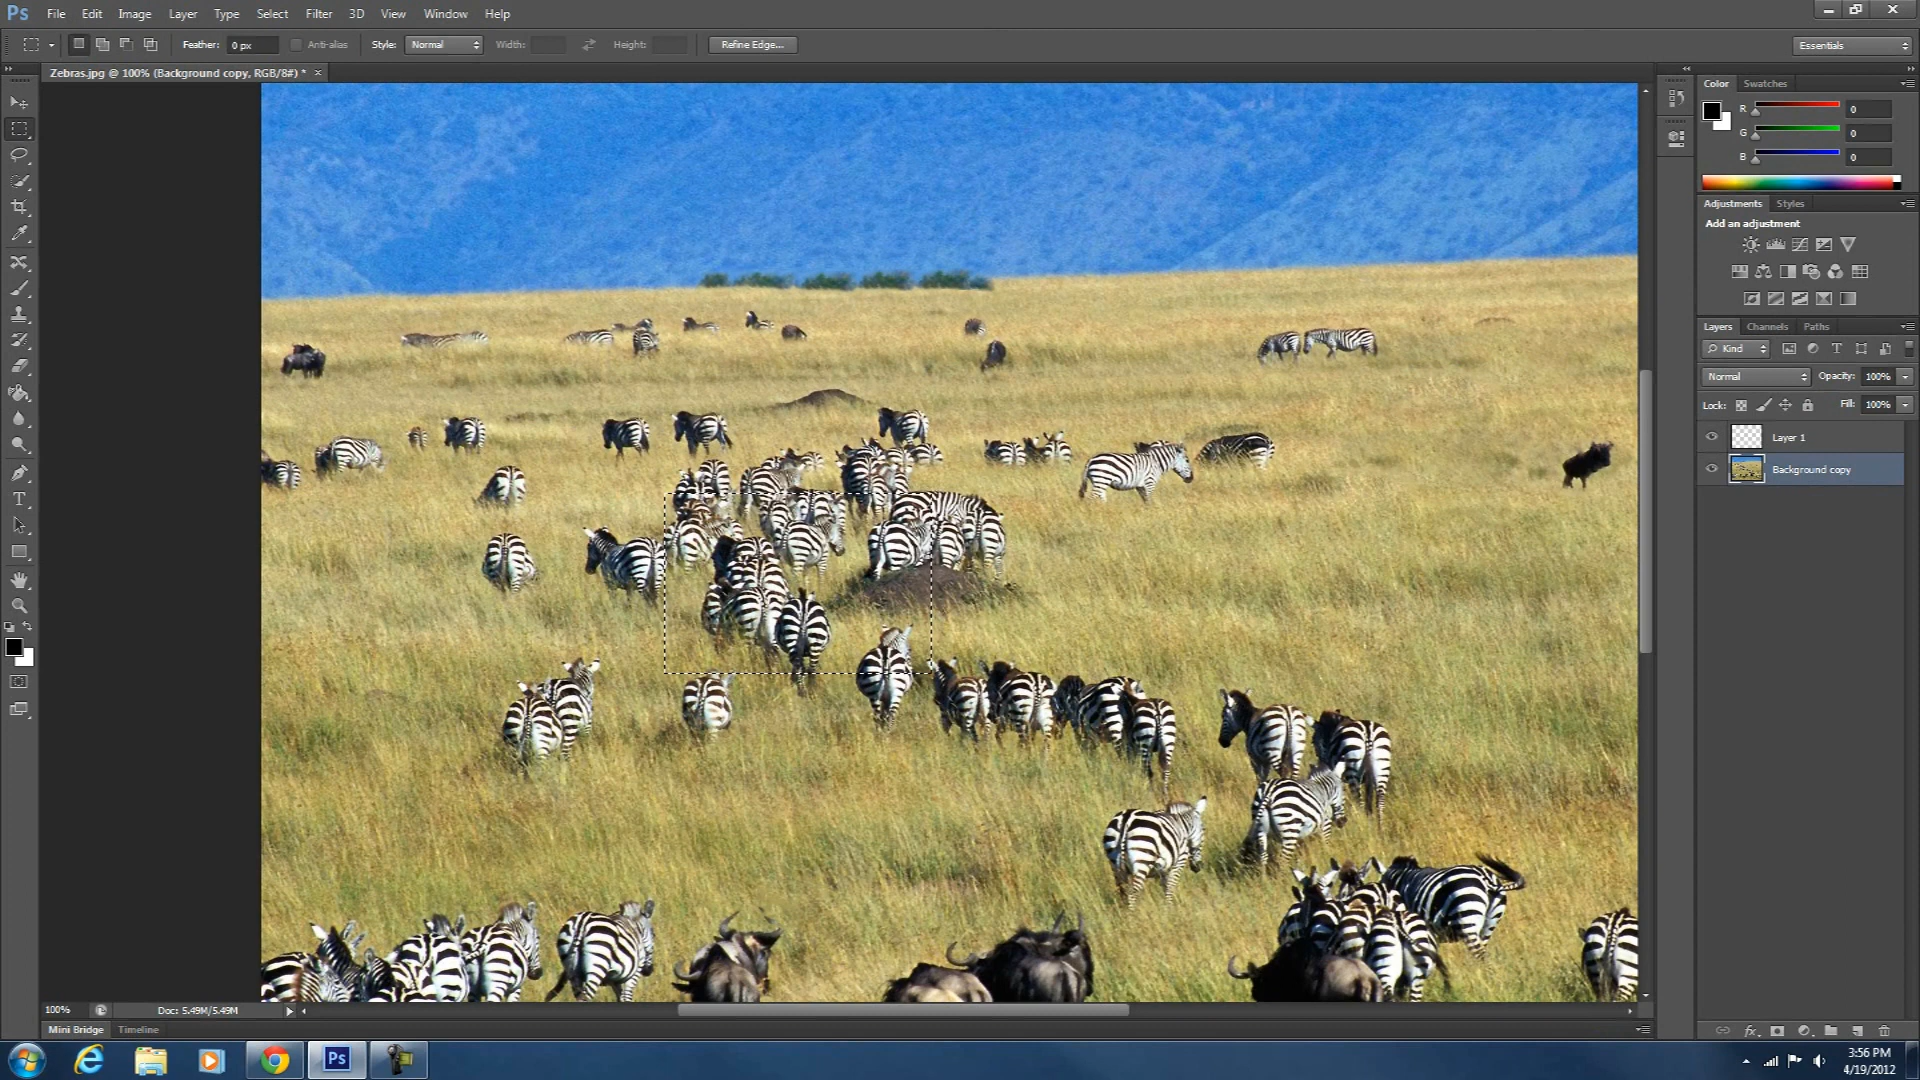 Ps File Edit Image Layer Type Select Filter 3D View Window Help
Feather: 0 px Anti-alias Style: Normal Width: Height: Refine Edge... Essentials
Zebras.jpg @ 100% (Background copy, RGB/8#) * ×
Color Swatches
R 0
G 0
B 0
Adjustments Styles
Add an adjustment
Layers Channels Paths
Kind
Normal Opacity: 100%
Lock: Fill: 100%
Layer 1
Background copy
100% Doc: 5.49M/5.49M
Mini Bridge Timeline
Ps
3:56 PM
4/19/2012